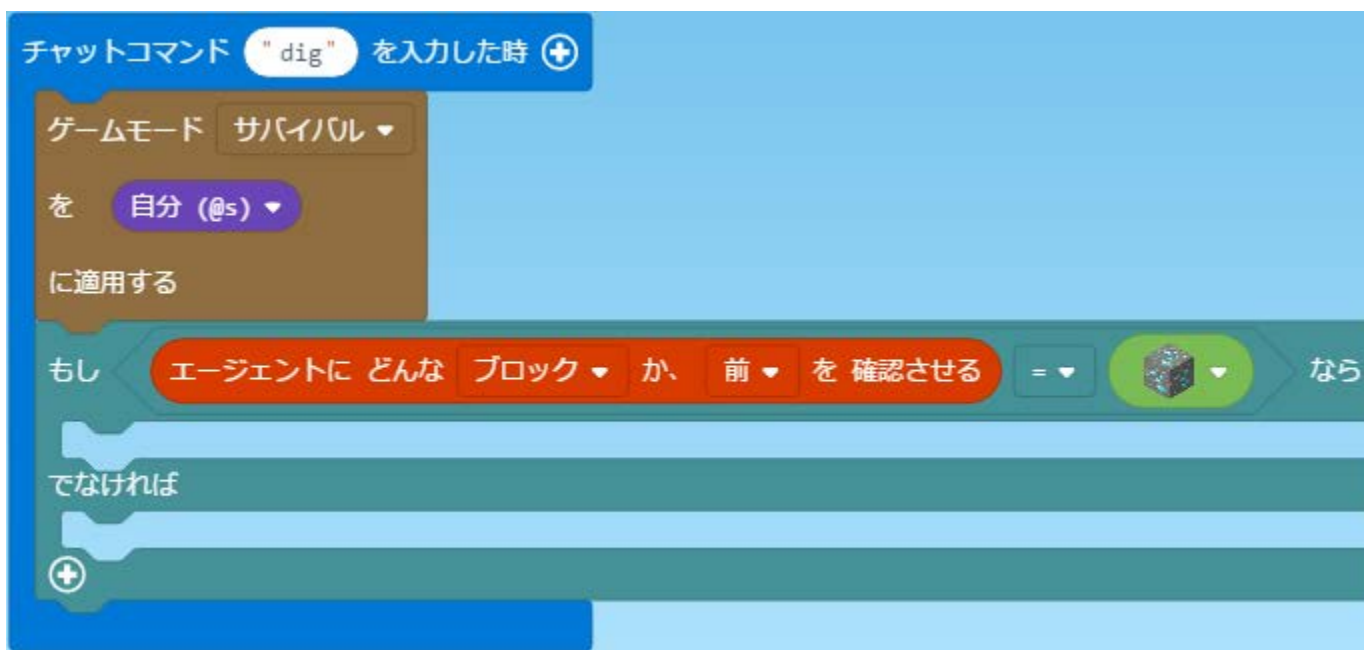 チャットコマンド "dig" を入力した時
ゲームモード サバイバル
を 自分 (@s)
に適用する
もし エージェントに どんな ブロック か、 前 を 確認させる = なら
でなければ